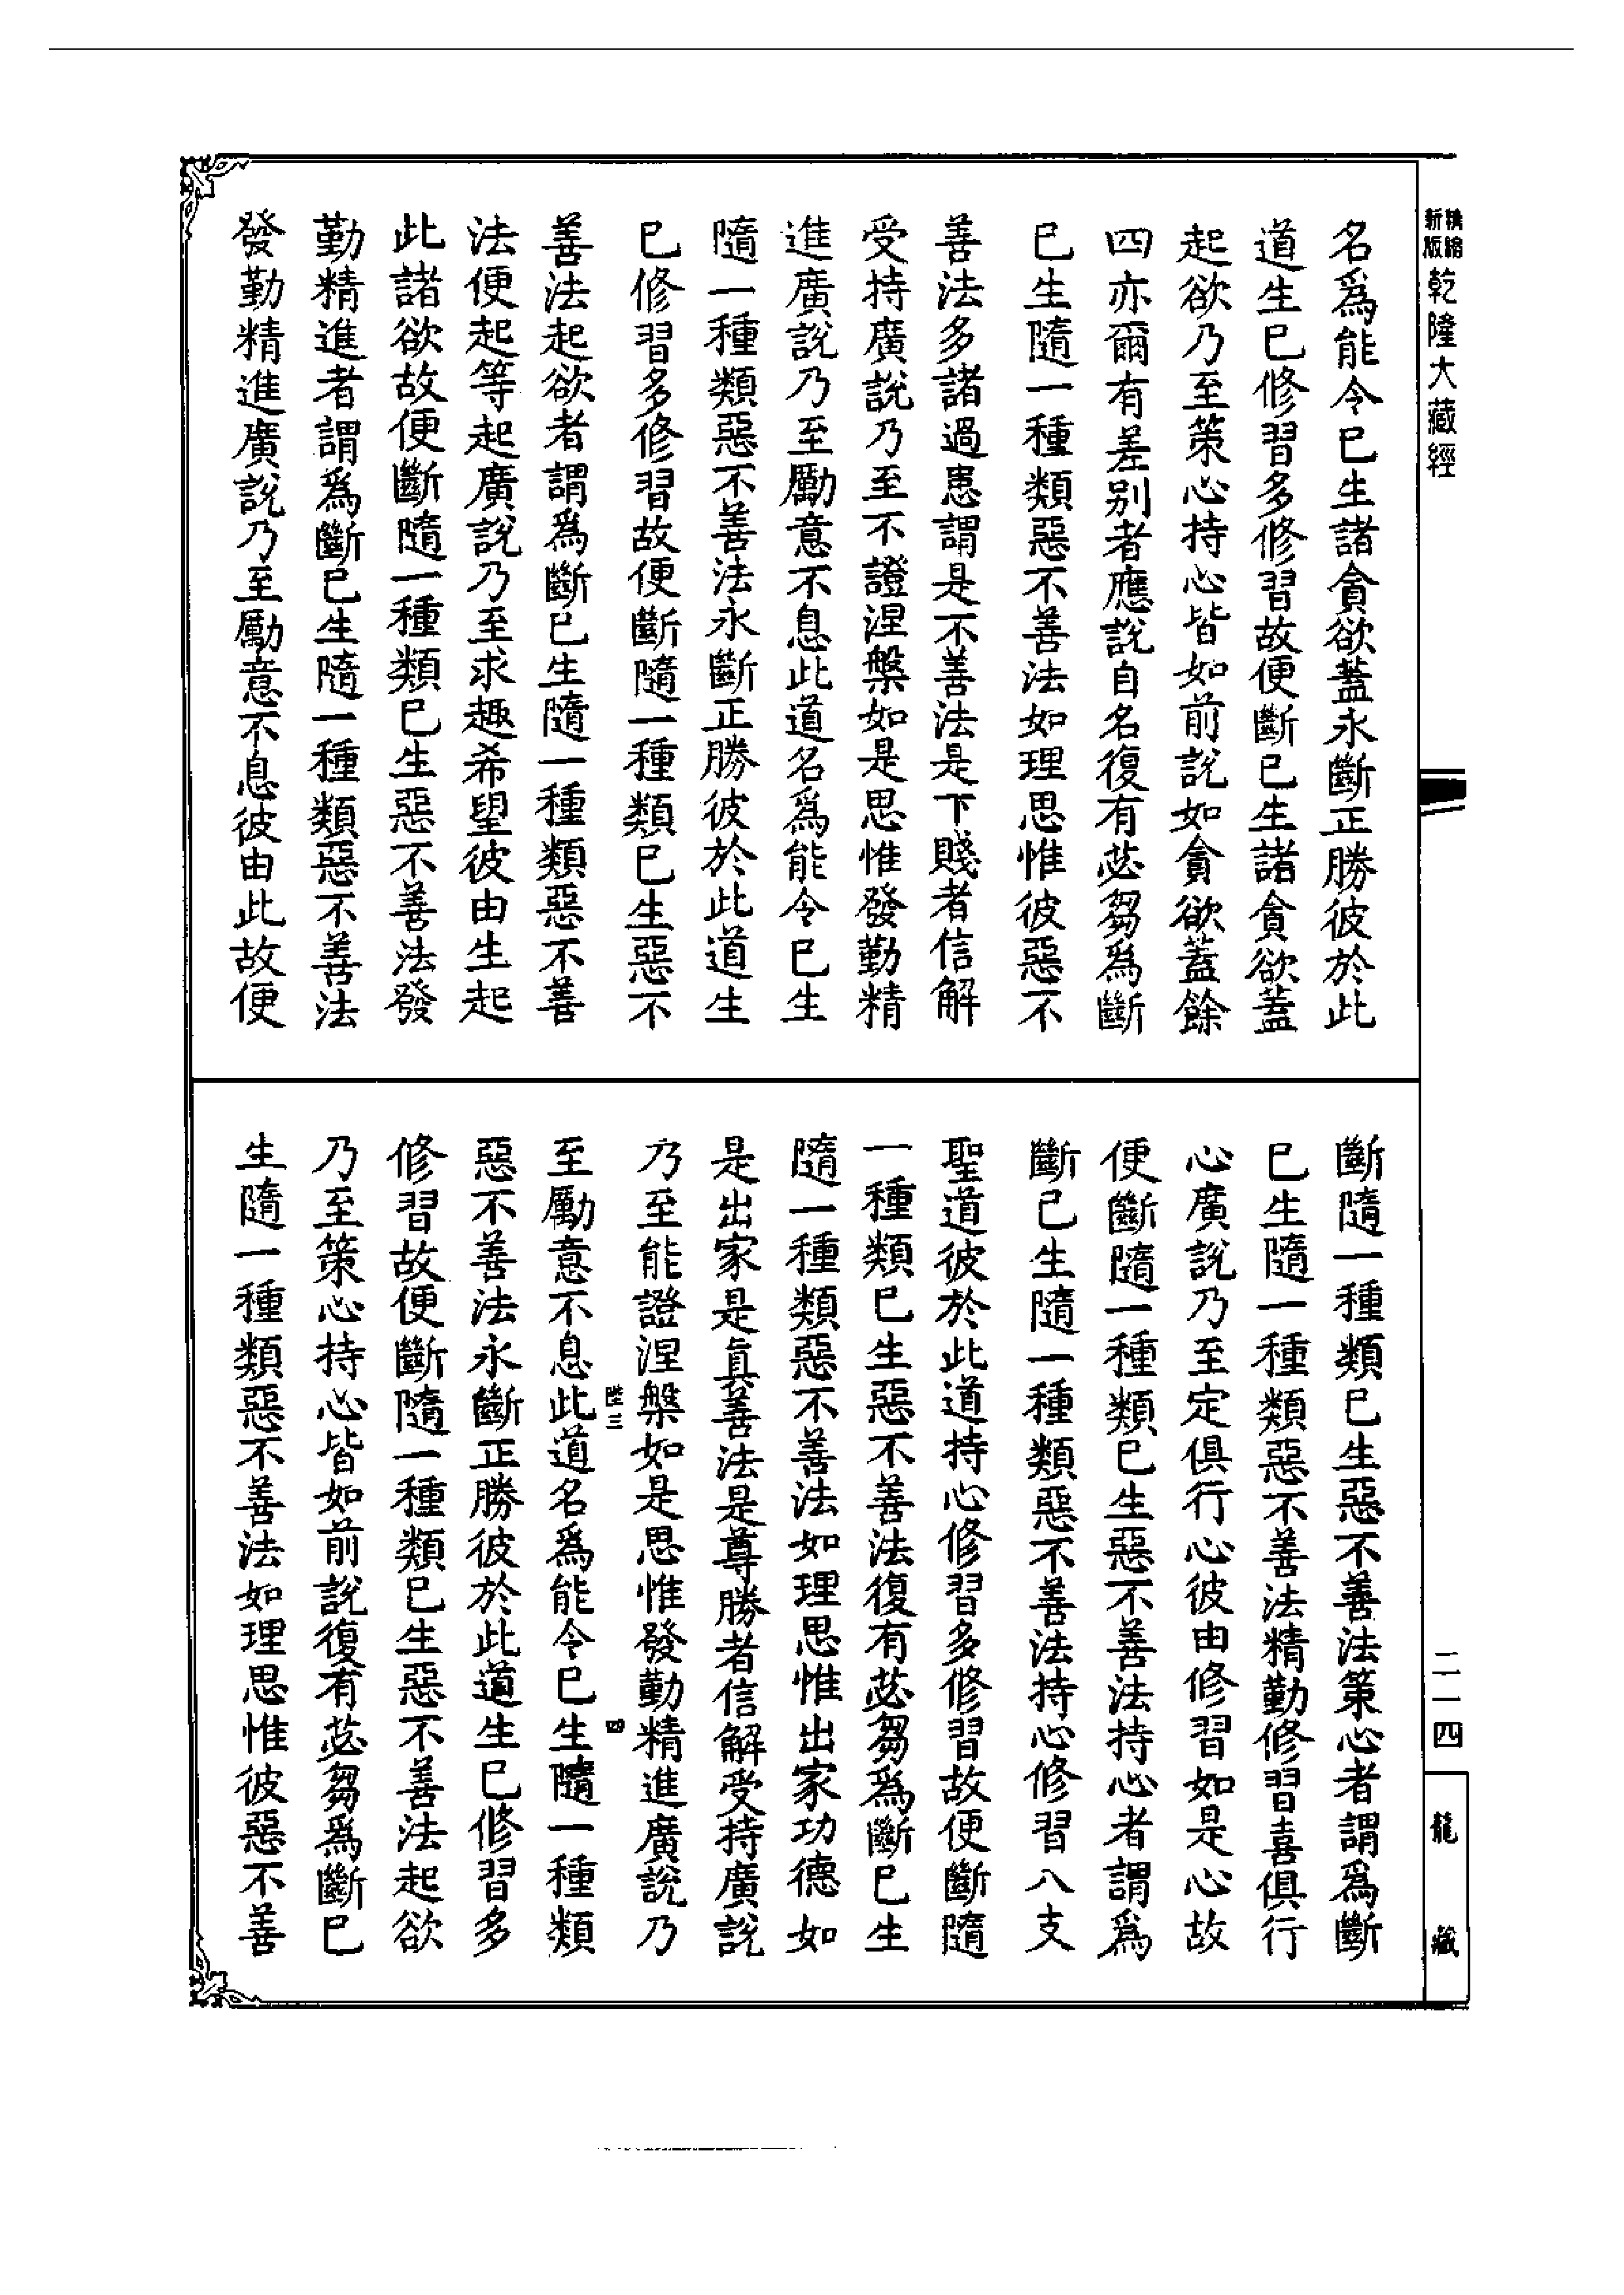 精縮新版乾隆大藏經
名爲能令已生諸貪欲蓋永斷正勝彼於此
道生已修習多修習故便斷已生諸貪欲蓋
起欲乃至策心持心皆如前說如貪欲蓋餘
四亦爾有差別者應說自名復有苾芻爲斷
已生隨一種類惡不善法如理思惟彼惡不
善法多諸過患謂是不善法是下賤者信解
受持廣說乃至不證涅槃如是思惟發勤精
進廣說乃至勵意不息此道名爲能令已生
隨一種類惡不善法永斷正勝彼於此道生
已修習多修習故便斷隨一種類已生惡不
善法起欲者謂爲斷已生隨一種類惡不善
法便起等起廣說乃至求趣希望彼由生起
此諸欲故便斷隨一種類已生惡不善法發
勤精進者謂爲斷已生隨一種類惡不善法
發勤精進廣說乃至勵意不息彼由此故便
斷隨一種類已生惡不善法策心者謂爲斷
已生隨一種類惡不善法精勤修習喜俱行
心廣說乃至定俱行心彼由修習如是心故
便斷隨一種類已生惡不善法持心者謂爲
斷已生隨一種類惡不善法持心修習八支
聖道彼於此道持心修習多修習故便斷隨
一種類已生惡不善法復有苾芻爲斷已生
隨一種類惡不善法如理思惟出家功德如
是出家是眞善法是尊勝者信解受持廣說
乃至能證涅槃如是思惟發勤精進廣說乃
陛三
四
至勵意不息此道名爲能令已生隨一種類
惡不善法永斷正勝彼於此道生已修習多
修習故便斷隨一種類已生惡不善法起欲
乃至策心持心皆如前說復有苾芻爲斷已
生隨一種類惡不善法如理思惟彼惡不善
二一四
龍藏